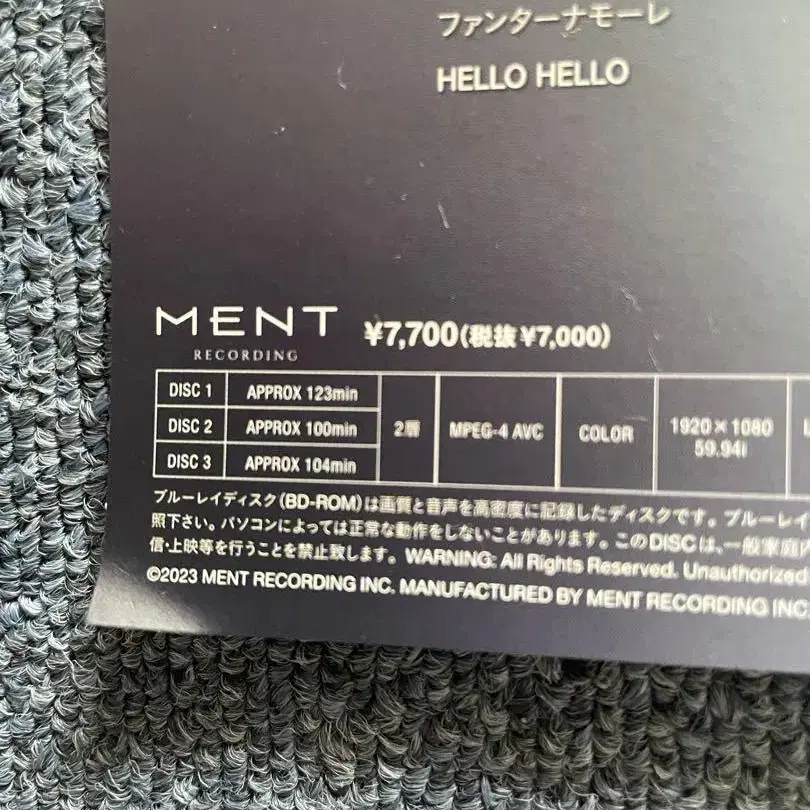 ファンターナモーレ
HELLO HELLO
MENT
RECORDING
¥7,700(税抜¥7,000)
DISC 1 APPROX 123min
DISC 2 APPROX 100min
DISC 3 APPROX 104min
2層
MPEG-4 AVC
COLOR
1920×1080
59.94i
L
ブルーレイディスク(BD-ROM)は画質と音声を高密度に記録したディスクです。ブルーレイ
照下さい。パソコンによっては正常な動作をしないことがあります。このDISCは、一般家庭内
信・上映等を行うことを禁止致します。WARNING: All Rights Reserved. Unauthorized
©2023 MENT RECORDING INC. MANUFACTURED BY MENT RECORDING INC.